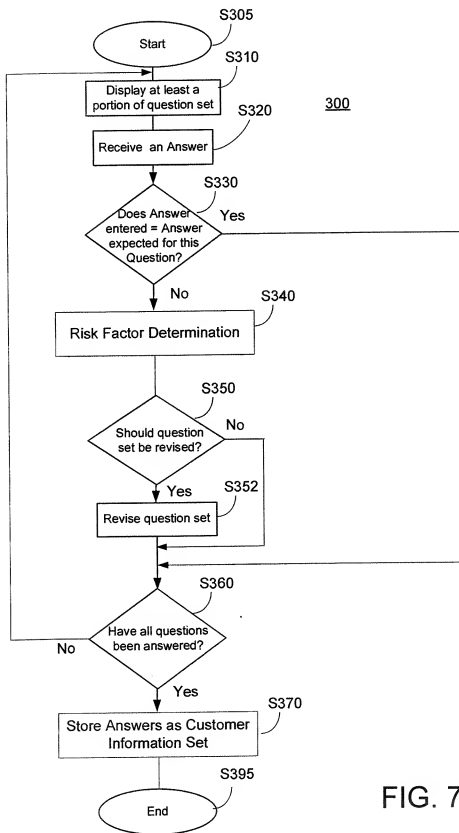 S305
Start
S310
Display at least a
portion of question set
300
S320
Receive an Answer
S330
Does Answer
entered = Answer
expected for this
Question?
Yes
No
S340
Risk Factor Determination
S350
No
Should question
set be revised?
Yes
S352
Revise question set
S360
Have all questions
been answered?
No
Yes
S370
Store Answers as Customer
Information Set
S395
End
FIG. 7